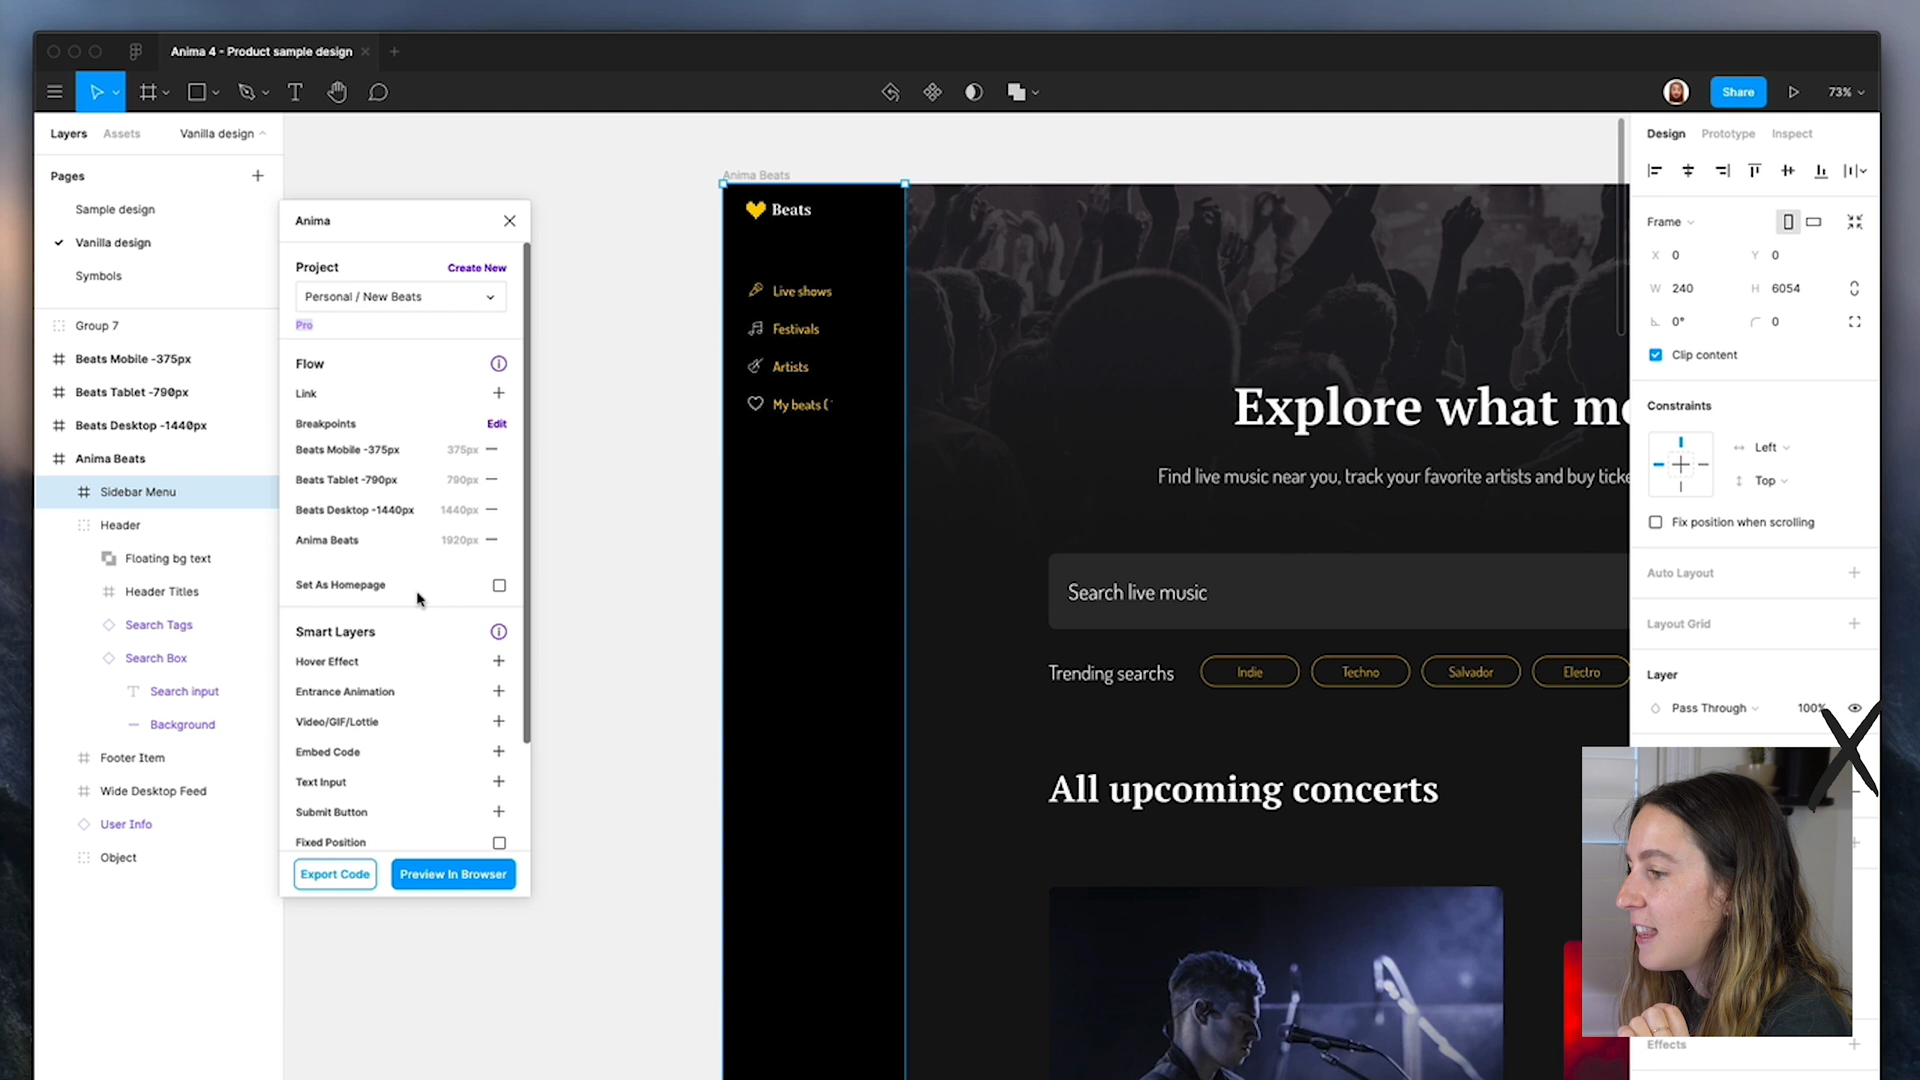 Anima 4 - Product sample design
Share
73%
Layers Assets Vanilla design
Pages
Sample design
Vanilla design
Symbols
Group 7
Beats Mobile -375px
Beats Tablet -790px
Beats Desktop -1440px
Anima Beats
Sidebar Menu
Header
Floating bg text
Header Titles
Search Tags
Search Box
Search input
Background
Footer Item
Wide Desktop Feed
User Info
Object
Anima
Project Create New
Personal / New Beats
Pro
Flow
Link
Breakpoints Edit
Beats Mobile -375px 375px
Beats Tablet -790px 790px
Beats Desktop -1440px 1440px
Anima Beats 1920px
Set As Homepage
Smart Layers
Hover Effect
Entrance Animation
Video/GIF/Lottie
Embed Code
Text Input
Submit Button
Fixed Position
Export Code Preview In Browser
Anima Beats
Beats
Live shows
Festivals
Artists
My beats (
Explore what m
Find live music near you, track your favorite artists and buy ticke
Search live music
Trending searchs Indie Techno Salvador Electro
All upcoming concerts
Design Prototype Inspect
Frame
X 0 Y 0
W 240 H 6054
0° 0
Clip content
Constraints
Left
Top
Fix position when scrolling
Auto Layout
Layout Grid
Layer
Pass Through 100%
Effects